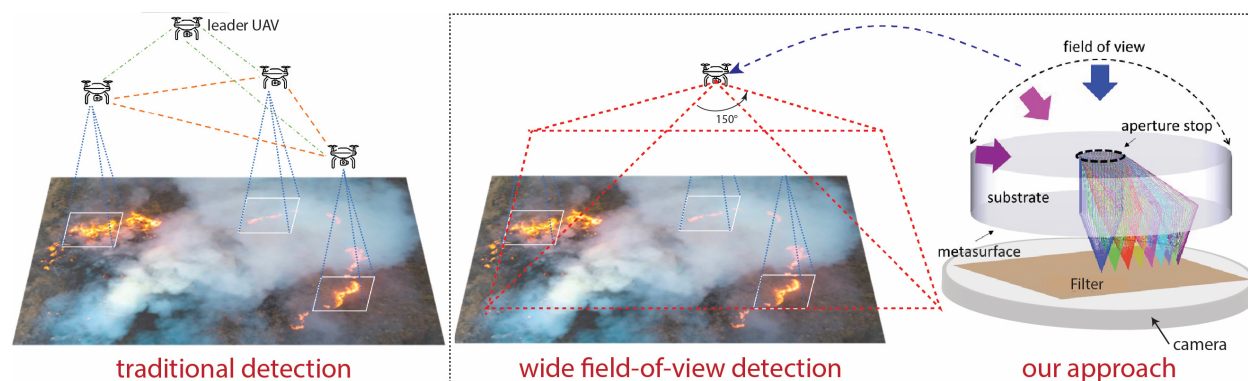 leader UAV
150°
field of view
aperture stop
substrate
metasurface
Filter
camera
traditional detection
wide field-of-view detection
our approach